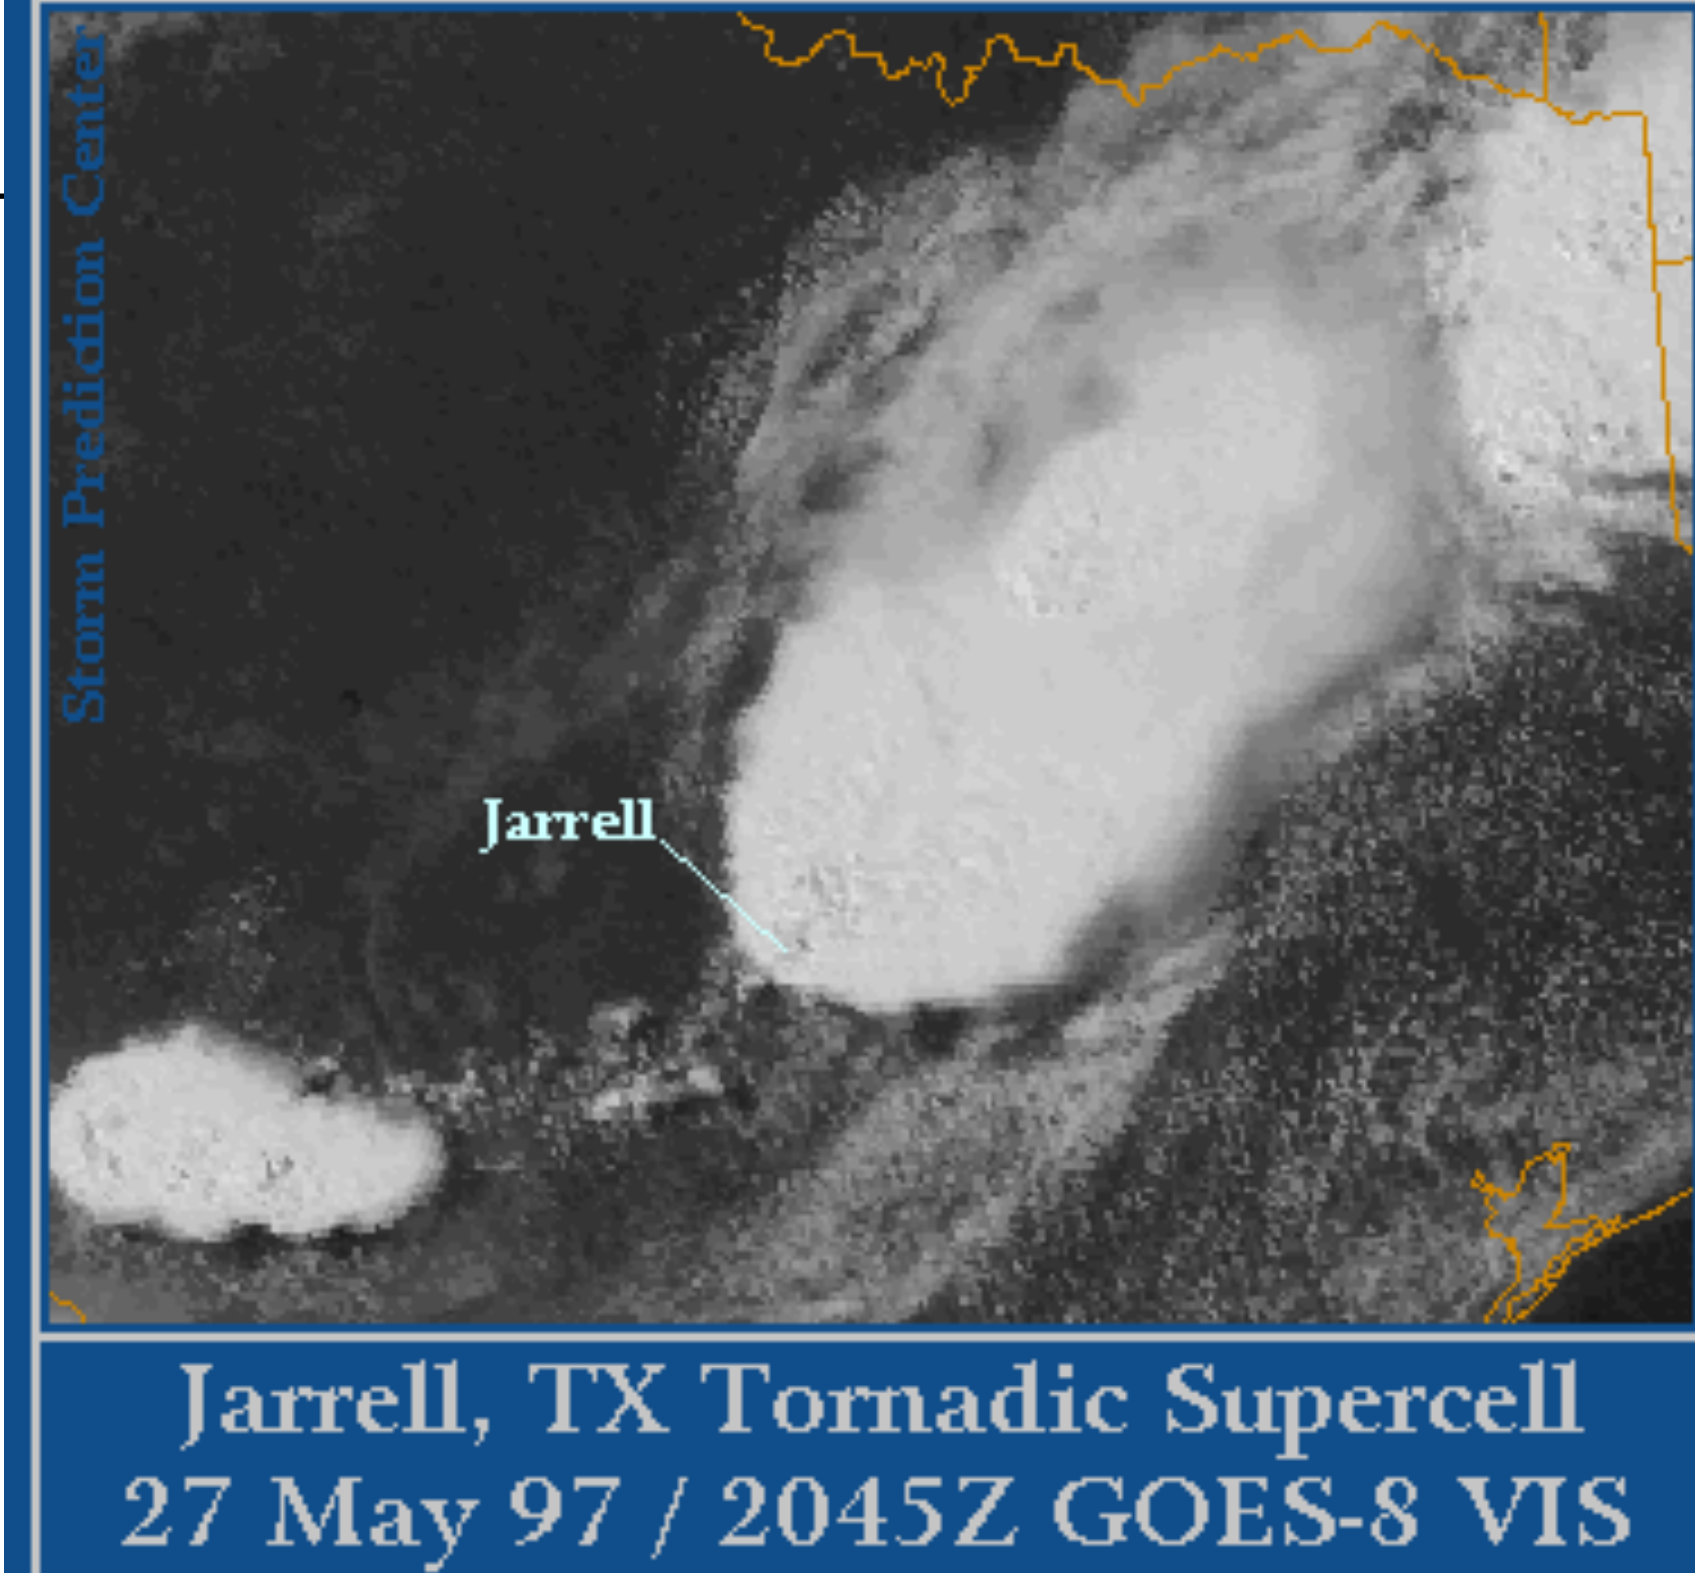 Storm Prediction Center
Jarrell
Jarrell, TX Tornadic Supercell
27 May 97 / 2045Z GOES-8 VIS